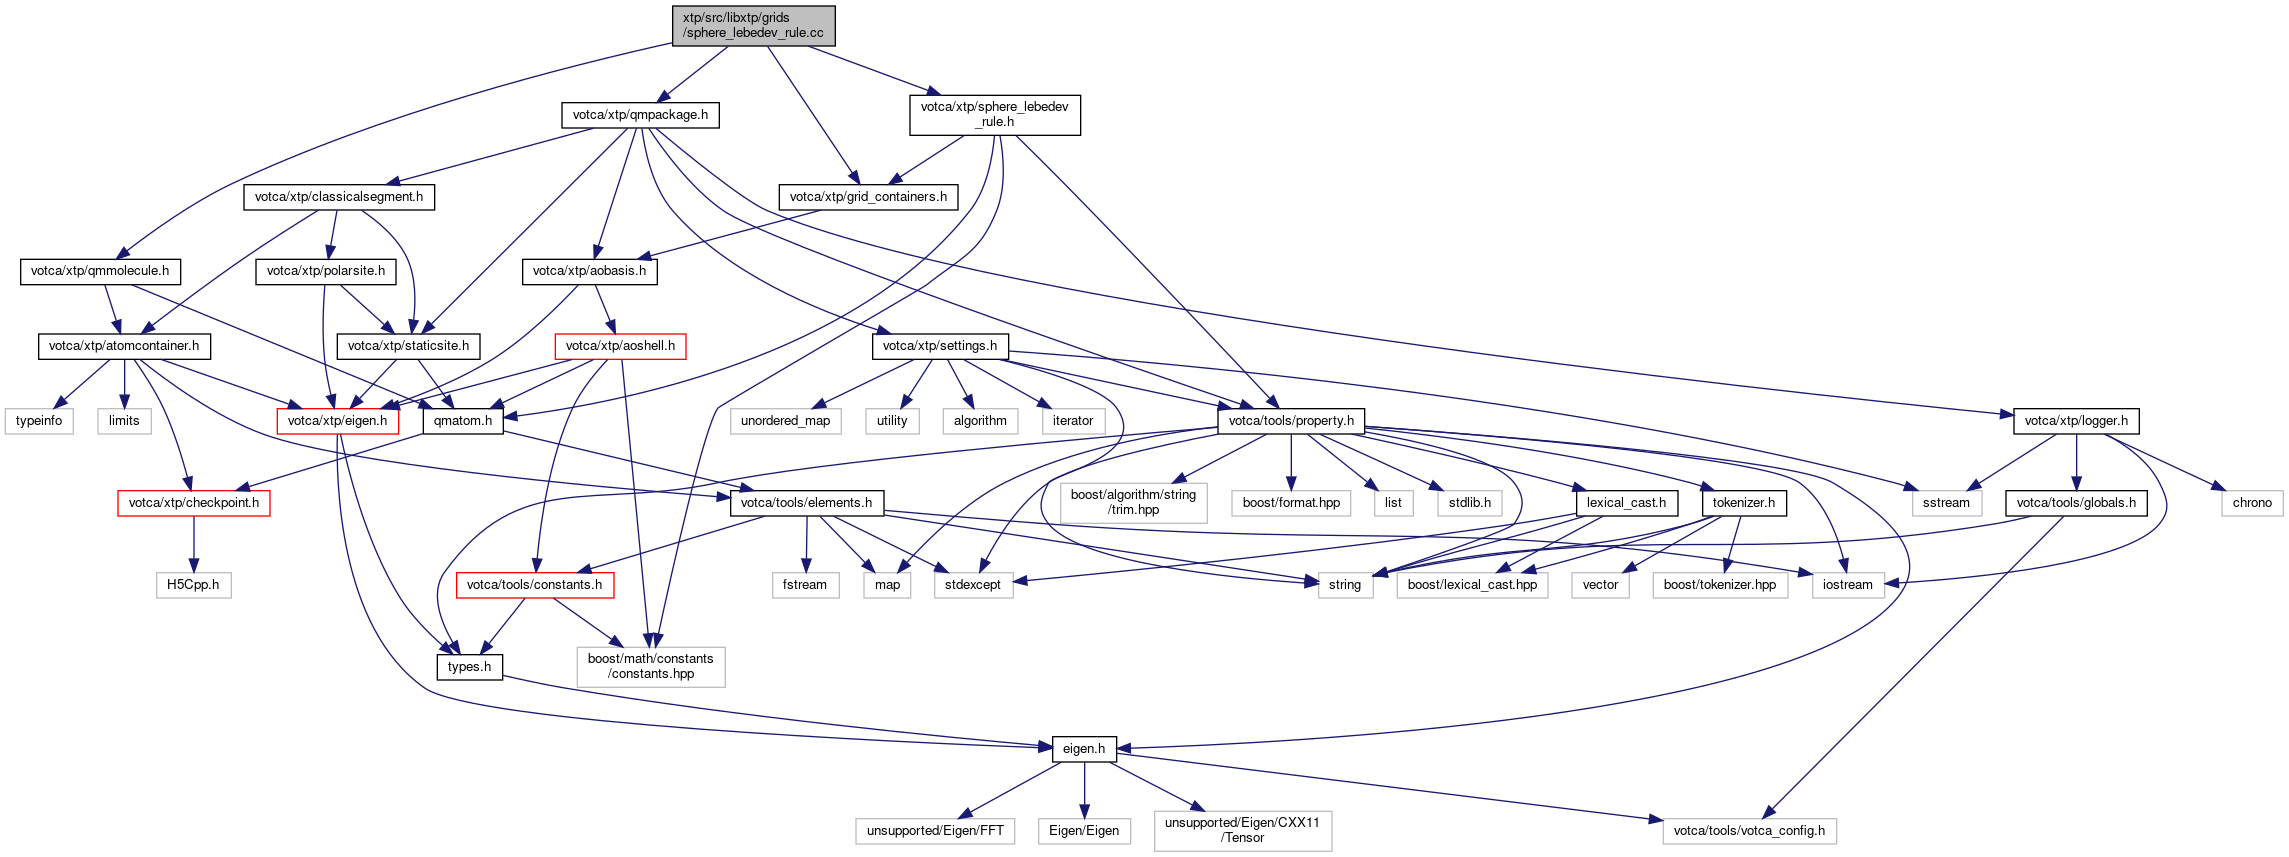 xtp/src/libxtp/grids
/sphere_lebedev_rule.cc
votca/xtp/qmpackage.h
votca/xtp/sphere_lebedev
_rule.h
votca/xtp/classicalsegment.h
votca/xtp/grid_containers.h
votca/xtp/qmmolecule.h
votca/xtp/polarsite.h
votca/xtp/aobasis.h
votca/xtp/atomcontainer.h
votca/xtp/staticsite.h
votca/xtp/aoshell.h
votca/xtp/settings.h
typeinfo
limits
votca/xtp/eigen.h
qmatom.h
unordered_map
utility
algorithm
iterator
votca/tools/property.h
votca/xtp/logger.h
votca/xtp/checkpoint.h
votca/tools/elements.h
boost/algorithm/string
/trim.hpp
boost/format.hpp
list
stdlib.h
lexical_cast.h
tokenizer.h
sstream
votca/tools/globals.h
chrono
H5Cpp.h
votca/tools/constants.h
fstream
map
stdexcept
string
boost/lexical_cast.hpp
vector
boost/tokenizer.hpp
iostream
types.h
boost/math/constants
/constants.hpp
eigen.h
unsupported/Eigen/FFT
Eigen/Eigen
unsupported/Eigen/CXX11
/Tensor
votca/tools/votca_config.h